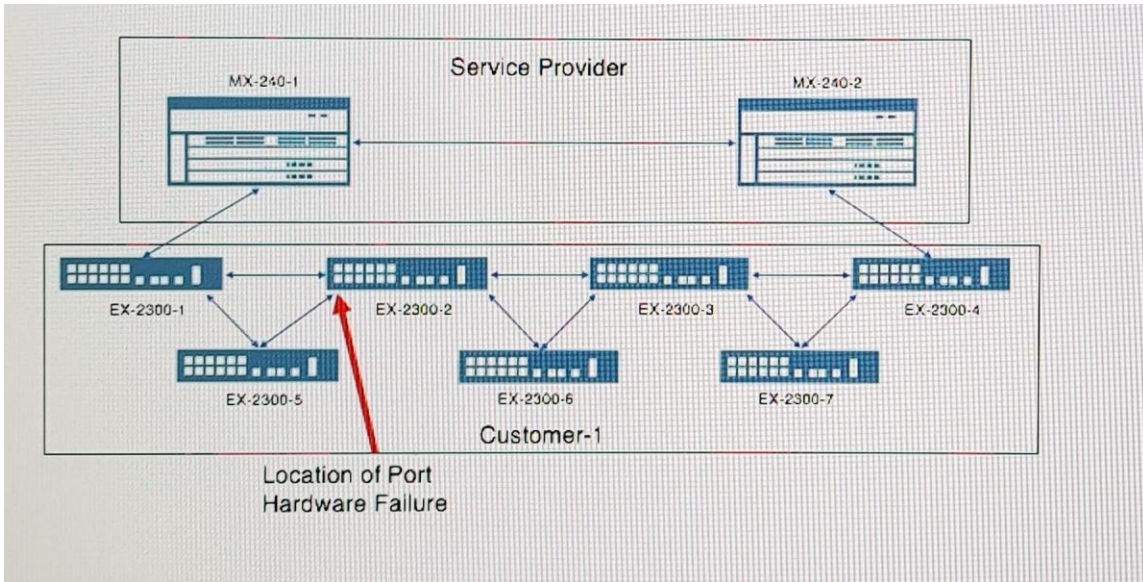 Service Provider
MX-240-1
MX-240-2
EX-2300-1
EX-2300-2
EX-2300-3
EX-2300-4
EX-2300-5
EX-2300-6
EX-2300-7
Customer-1
Location of Port
Hardware Failure